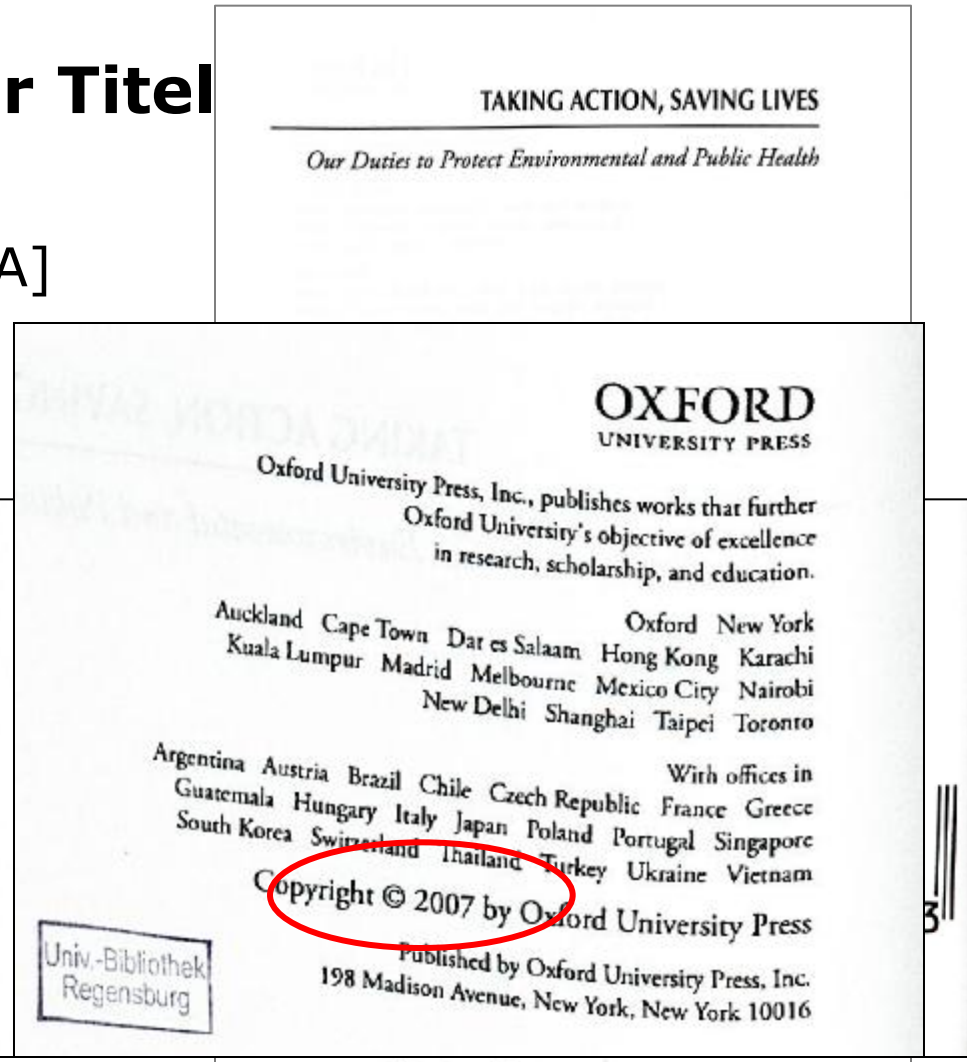 r Titel
TAKING ACTION, SAVING LIVES
Our Duties to Protect Environmental and Public Health
A]
OXFORD
UNIVERSITY PRESS
Oxford University Press, Inc., publishes works that further
Oxford University's objective of excellence
in research, scholarship, and education.
Oxford New York
Auckland Cape Town Dar es Salaam Hong Kong Karachi
Kuala Lumpur Madrid Melbourne Mexico City Nairobi
New Delhi Shanghai Taipei Toronto
With offices in
Argentina Austria Brazil Chile Czech Republic France Greece
Guatemala Hungary Italy Japan Poland Portugal Singapore
South Korea Switzerland Thailand Turkey Ukraine Vietnam
Copyright © 2007 by Oxford University Press
Published by Oxford University Press, Inc.
198 Madison Avenue, New York, New York 10016
Univ.-Bibliothek
Regensburg
3